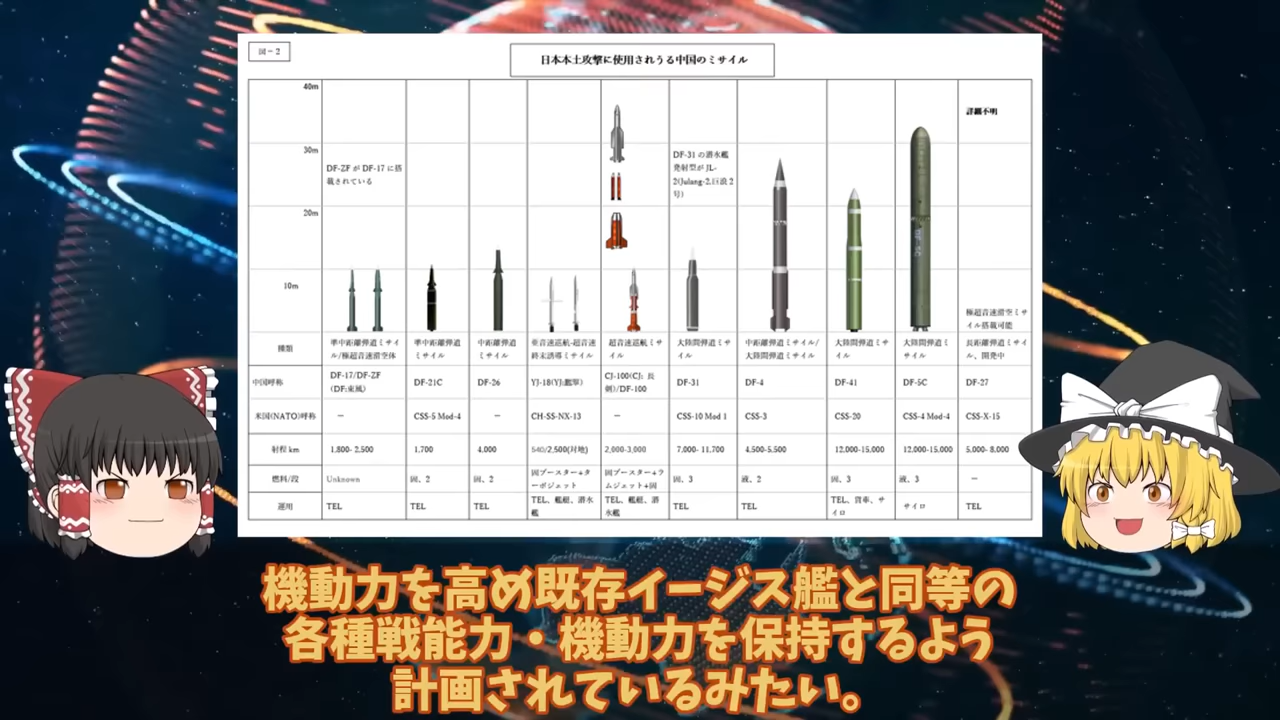 図－2
日本本土攻撃に使用されうる中国のミサイル
40m
30m
20m
10m
DF-ZF が DF-17 に搭
載されている
DF-31 の潜水艦
発射型が JL-
2(Julang-2,巨浪 2
号)
詳細不明
極超音速滑空ミサ
イル搭載可能
種類
準中距離弾道ミサイ
ル/極超音速滑空体
準中距離弾道
ミサイル
中距離弾道
ミサイル
亜音速巡航-超音速
終末誘導ミサイル
超音速巡航ミサ
イル
大陸間弾道ミサ
イル
中距離弾道ミサイル/
大陸間弾道ミサイル
大陸間弾道ミサ
イル
大陸間弾道ミサ
イル
長距離弾道ミサイ
ル、開発中
中国呼称
DF-17/DF-ZF
(DF:東風)
DF-21C
DF-26
YJ-18(YJ:鷹撃)
CJ-100(CJ: 長
剣)/DF-100
DF-31
DF-4
DF-41
DF-5C
DF-27
米国(NATO)呼称
－
CSS-5 Mod-4
－
CH-SS-NX-13
－
CSS-10 Mod 1
CSS-3
CSS-20
CSS-4 Mod-4
CSS-X-15
射程 km
1,800- 2,500
1,700
4,000
540/2,500(対地)
2,000-3,000
7,000- 11,700
4,500-5,500
12,000-15,000
12,000-15,000
5,000- 8,000
燃料/段
Unknown
固、2
固、2
固ブースター+タ
ーボジェット
固ブースター+ラ
ムジェット+固
固、3
液、2
固、3
液、3
－
運用
TEL
TEL
TEL
TEL、艦艇、潜水
艦
TEL、艦艇、潜
水艦
TEL
TEL
TEL、貨車、サ
イロ
サイロ
TEL
機動力を高め既存イージス艦と同等の
各種戦能力・機動力を保持するよう
計画されているみたい。